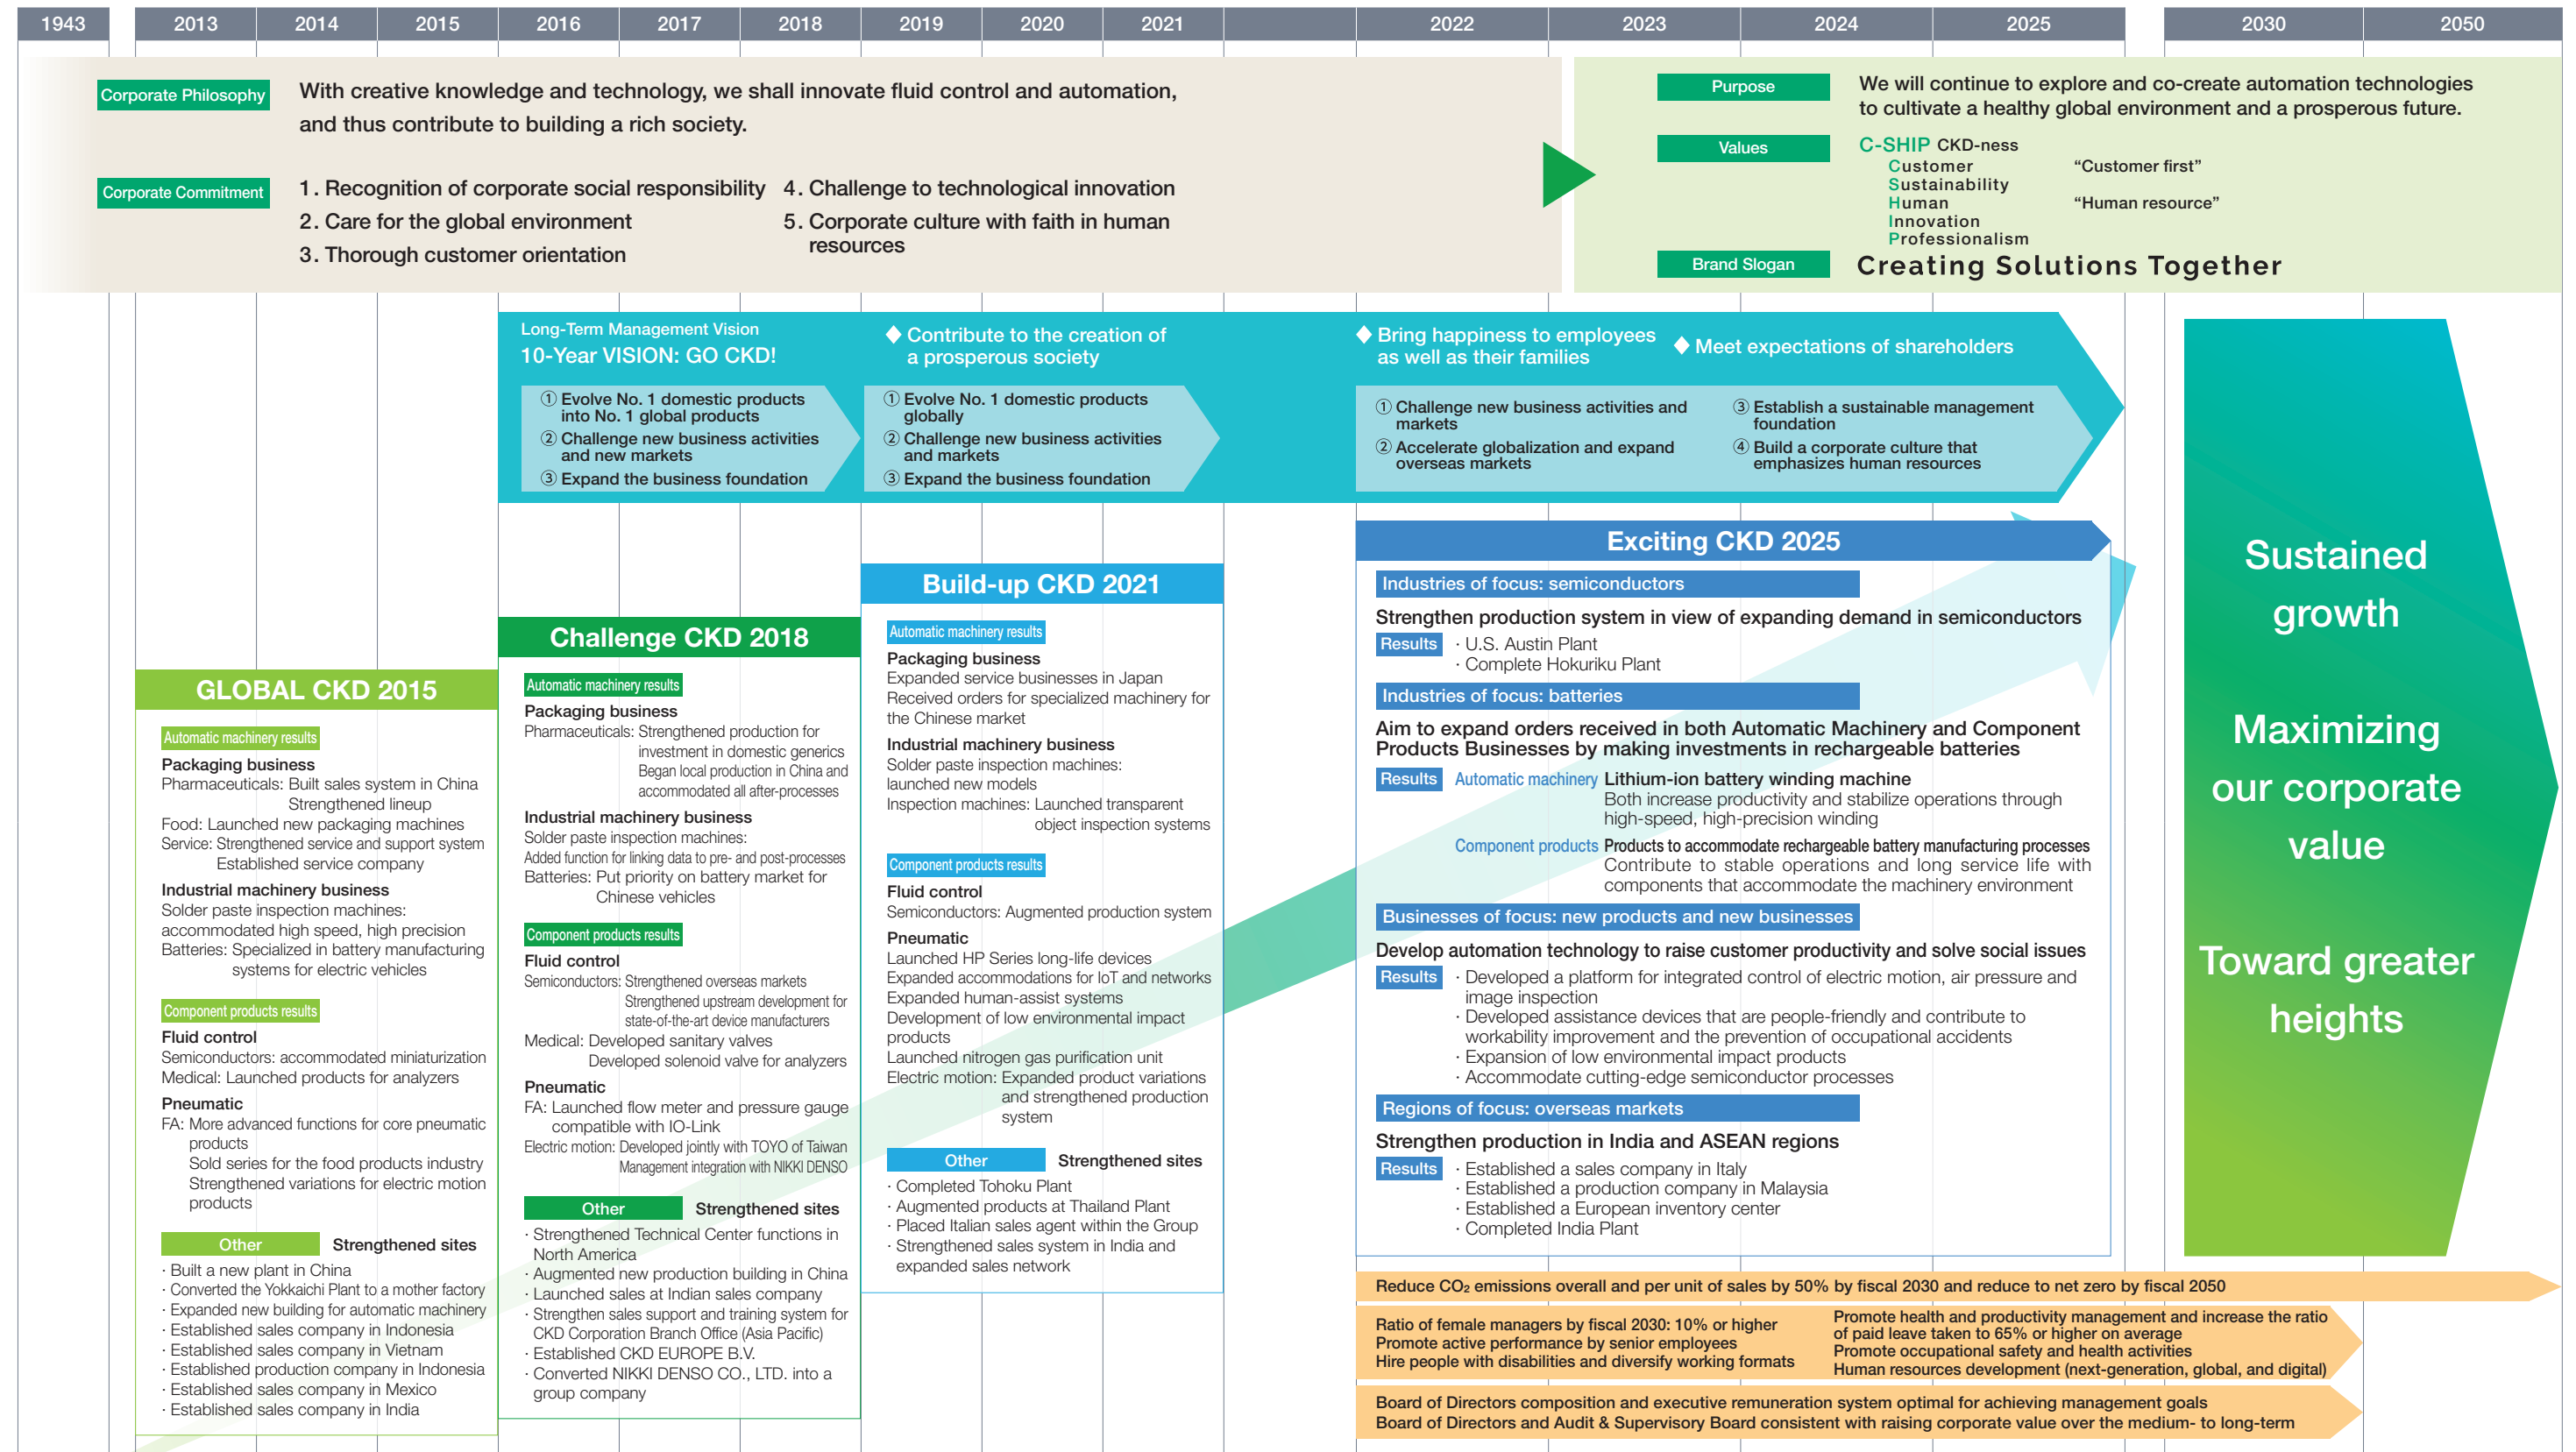 1943 2013 2014 2015 2016 2017 2018 2019 2020 2021 2022 2023 2024 2025 2030 2050
Corporate Philosophy
With creative knowledge and technology, we shall innovate fluid control and automation,
and thus contribute to building a rich society.
Corporate Commitment
1. Recognition of corporate social responsibility
2. Care for the global environment
3. Thorough customer orientation
4. Challenge to technological innovation
5. Corporate culture with faith in human
resources
Purpose
We will continue to explore and co-create automation technologies
to cultivate a healthy global environment and a prosperous future.
Values
C-SHIP CKD-ness
Customer “Customer first”
Sustainability
Human “Human resource”
Innovation
Professionalism
Brand Slogan
Creating Solutions Together
Long-Term Management Vision
10-Year VISION: GO CKD!
◆ Contribute to the creation of
a prosperous society
◆ Bring happiness to employees
as well as their families
◆ Meet expectations of shareholders
① Evolve No. 1 domestic products
into No. 1 global products
② Challenge new business activities
and new markets
③ Expand the business foundation
① Evolve No. 1 domestic products
globally
② Challenge new business activities
and markets
③ Expand the business foundation
① Challenge new business activities and
markets
② Accelerate globalization and expand
overseas markets
③ Establish a sustainable management
foundation
④ Build a corporate culture that
emphasizes human resources
GLOBAL CKD 2015
Automatic machinery results
Packaging business
Pharmaceuticals: Built sales system in China
Strengthened lineup
Food: Launched new packaging machines
Service: Strengthened service and support system
Established service company
Industrial machinery business
Solder paste inspection machines:
accommodated high speed, high precision
Batteries: Specialized in battery manufacturing
systems for electric vehicles
Component products results
Fluid control
Semiconductors: accommodated miniaturization
Medical: Launched products for analyzers
Pneumatic
FA: More advanced functions for core pneumatic
products
Sold series for the food products industry
Strengthened variations for electric motion
products
Other Strengthened sites
· Built a new plant in China
· Converted the Yokkaichi Plant to a mother factory
· Expanded new building for automatic machinery
· Established sales company in Indonesia
· Established sales company in Vietnam
· Established production company in Indonesia
· Established sales company in Mexico
· Established sales company in India
Challenge CKD 2018
Automatic machinery results
Packaging business
Pharmaceuticals: Strengthened production for
investment in domestic generics
Began local production in China and
accommodated all after-processes
Industrial machinery business
Solder paste inspection machines:
Added function for linking data to pre- and post-processes
Batteries: Put priority on battery market for
Chinese vehicles
Component products results
Fluid control
Semiconductors: Strengthened overseas markets
Strengthened upstream development for
state-of-the-art device manufacturers
Medical: Developed sanitary valves
Developed solenoid valve for analyzers
Pneumatic
FA: Launched flow meter and pressure gauge
compatible with IO-Link
Electric motion: Developed jointly with TOYO of Taiwan
Management integration with NIKKI DENSO
Other Strengthened sites
· Strengthened Technical Center functions in
North America
· Augmented new production building in China
· Launched sales at Indian sales company
· Strengthen sales support and training system for
CKD Corporation Branch Office (Asia Pacific)
· Established CKD EUROPE B.V.
· Converted NIKKI DENSO CO., LTD. into a
group company
Build-up CKD 2021
Automatic machinery results
Packaging business
Expanded service businesses in Japan
Received orders for specialized machinery for
the Chinese market
Industrial machinery business
Solder paste inspection machines:
launched new models
Inspection machines: Launched transparent
object inspection systems
Component products results
Fluid control
Semiconductors: Augmented production system
Pneumatic
Launched HP Series long-life devices
Expanded accommodations for IoT and networks
Expanded human-assist systems
Development of low environmental impact
products
Launched nitrogen gas purification unit
Electric motion: Expanded product variations
and strengthened production
system
Other Strengthened sites
· Completed Tohoku Plant
· Augmented products at Thailand Plant
· Placed Italian sales agent within the Group
· Strengthened sales system in India and
expanded sales network
Exciting CKD 2025
Industries of focus: semiconductors
Strengthen production system in view of expanding demand in semiconductors
Results · U.S. Austin Plant
· Complete Hokuriku Plant
Industries of focus: batteries
Aim to expand orders received in both Automatic Machinery and Component
Products Businesses by making investments in rechargeable batteries
Results Automatic machinery Lithium-ion battery winding machine
Both increase productivity and stabilize operations through
high-speed, high-precision winding
Component products Products to accommodate rechargeable battery manufacturing processes
Contribute to stable operations and long service life with
components that accommodate the machinery environment
Businesses of focus: new products and new businesses
Develop automation technology to raise customer productivity and solve social issues
Results · Developed a platform for integrated control of electric motion, air pressure and
image inspection
· Developed assistance devices that are people-friendly and contribute to
workability improvement and the prevention of occupational accidents
· Expansion of low environmental impact products
· Accommodate cutting-edge semiconductor processes
Regions of focus: overseas markets
Strengthen production in India and ASEAN regions
Results · Established a sales company in Italy
· Established a production company in Malaysia
· Established a European inventory center
· Completed India Plant
Reduce CO₂ emissions overall and per unit of sales by 50% by fiscal 2030 and reduce to net zero by fiscal 2050
Ratio of female managers by fiscal 2030: 10% or higher
Promote active performance by senior employees
Hire people with disabilities and diversify working formats
Promote health and productivity management and increase the ratio
of paid leave taken to 65% or higher on average
Promote occupational safety and health activities
Human resources development (next-generation, global, and digital)
Board of Directors composition and executive remuneration system optimal for achieving management goals
Board of Directors and Audit & Supervisory Board consistent with raising corporate value over the medium- to long-term
Sustained
growth
Maximizing
our corporate
value
Toward greater
heights